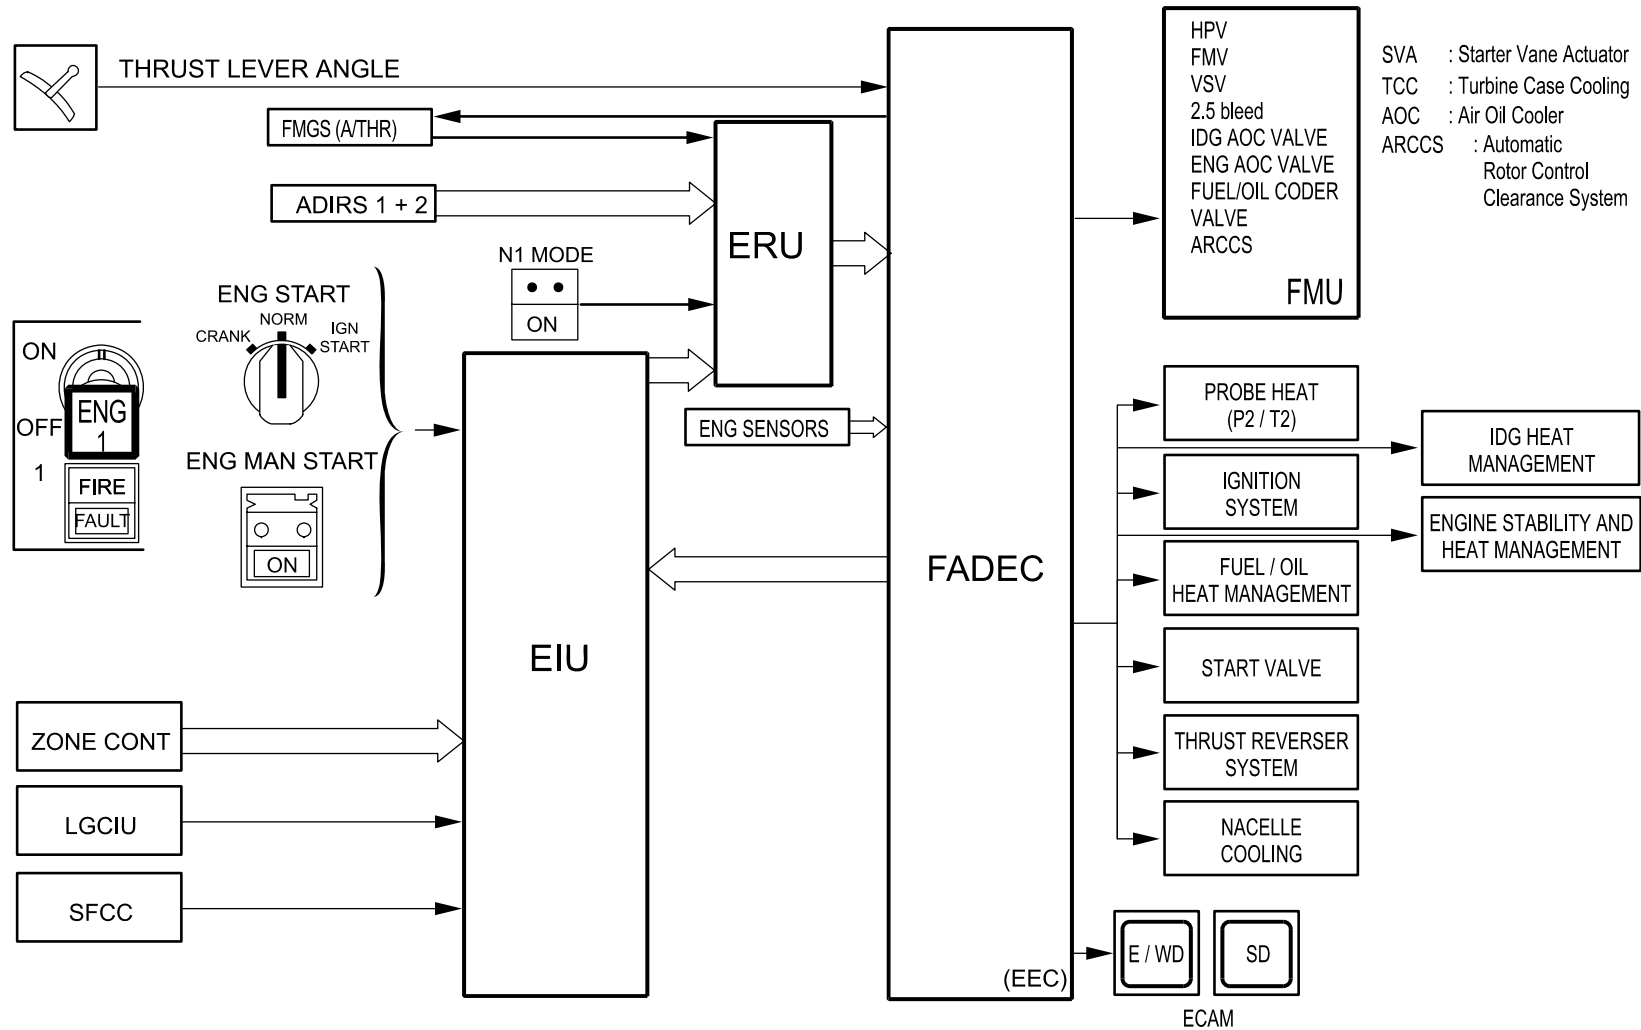 THRUST LEVER ANGLE
FMGS (A/THR)
ADIRS 1 + 2
N1 MODE
ON
ERU
ENG START
NORM
CRANK
IGN
START
ON
OFF
ENG
1
1
FIRE
FAULT
ENG MAN START
ON
ENG SENSORS
EIU
FADEC
(EEC)
ZONE CONT
LGCIU
SFCC
HPV
FMV
VSV
2.5 bleed
IDG AOC VALVE
ENG AOC VALVE
FUEL/OIL CODER
VALVE
ARCCS
FMU
SVA : Starter Vane Actuator
TCC : Turbine Case Cooling
AOC : Air Oil Cooler
ARCCS : Automatic
Rotor Control
Clearance System
PROBE HEAT
(P2 / T2)
IDG HEAT
MANAGEMENT
IGNITION
SYSTEM
ENGINE STABILITY AND
HEAT MANAGEMENT
FUEL / OIL
HEAT MANAGEMENT
START VALVE
THRUST REVERSER
SYSTEM
NACELLE
COOLING
E / WD
SD
ECAM